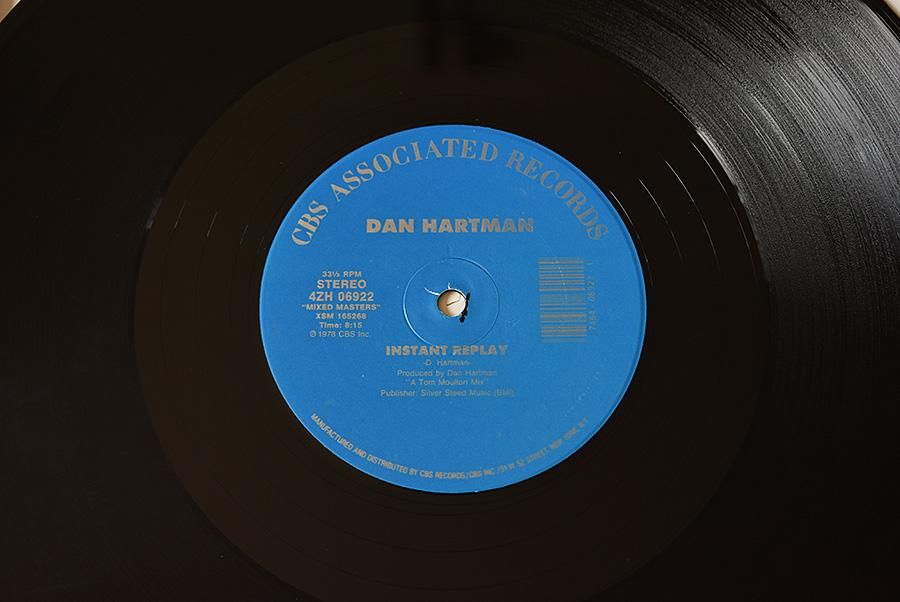 CBS ASSOCIATED RECORDS
DAN HARTMAN
33⅓ RPM
STEREO
4ZH 06922
"MIXED MASTERS"
XSM 165268
Time: 8:15
℗ 1978 CBS Inc.
INSTANT REPLAY
-D. Hartman-
Produced by Dan Hartman
"A Tom Moulton Mix"
Publisher: Silver Steed Music (BMI)
MANUFACTURED AND DISTRIBUTED BY CBS RECORDS/CBS INC./51 W. 52 STREET, NEW YORK, NY